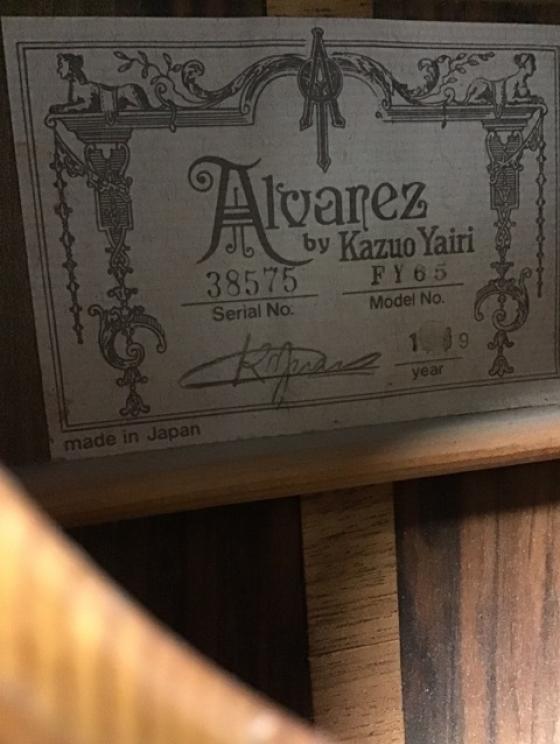 Alvarez
by Kazuo Yairi
38575 FY65
Serial No. Model No.
year
made in Japan